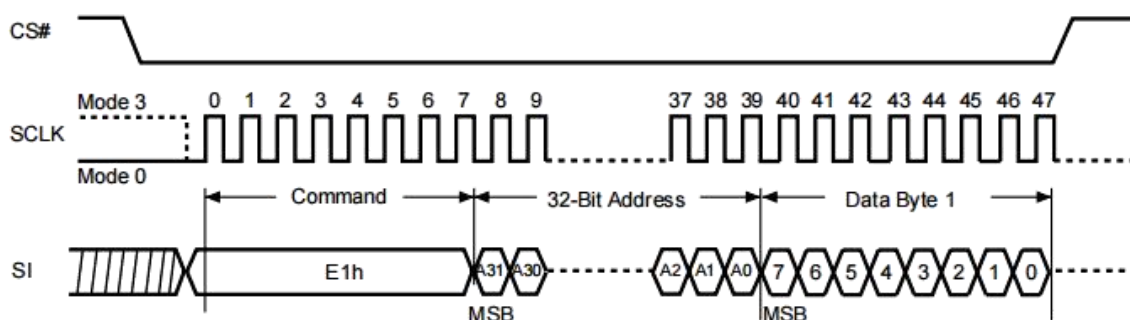 CS#
Mode 3 0 1 2 3 4 5 6 7 8 9 37 38 39 40 41 42 43 44 45 46 47
SCLK
Mode 0
Command 32-Bit Address Data Byte 1
SI E1h A31 A30 A2 A1 A0 7 6 5 4 3 2 1 0
MSB MSB